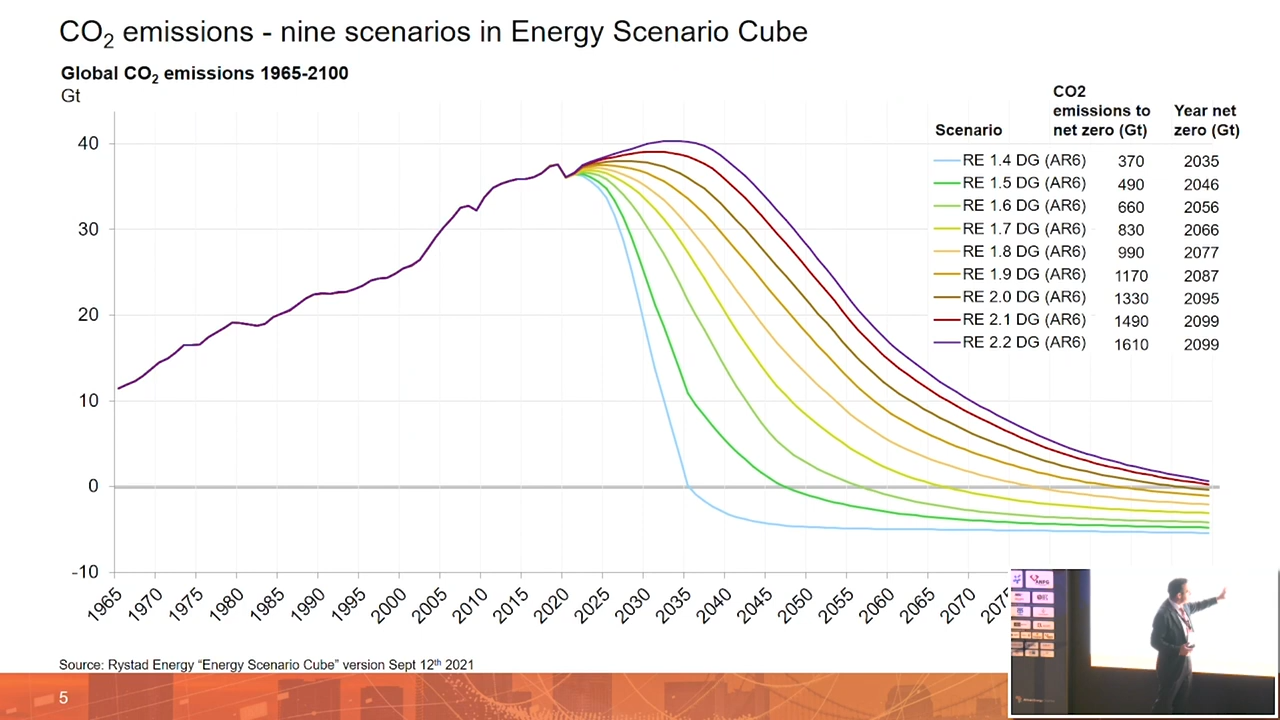 CO2 emissions - nine scenarios in Energy Scenario Cube
Global CO2 emissions 1965-2100
Gt
CO2
emissions to
net zero (Gt)
Year net
zero (Gt)
Scenario
RE 1.4 DG (AR6) 370 2035
RE 1.5 DG (AR6) 490 2046
RE 1.6 DG (AR6) 660 2056
RE 1.7 DG (AR6) 830 2066
RE 1.8 DG (AR6) 990 2077
RE 1.9 DG (AR6) 1170 2087
RE 2.0 DG (AR6) 1330 2095
RE 2.1 DG (AR6) 1490 2099
RE 2.2 DG (AR6) 1610 2099
40
30
20
10
0
-10
1965 1970 1975 1980 1985 1990 1995 2000 2005 2010 2015 2020 2025 2030 2035 2040 2045 2050 2055 2060 2065 2070
Source: Rystad Energy “Energy Scenario Cube” version Sept 12th 2021
5